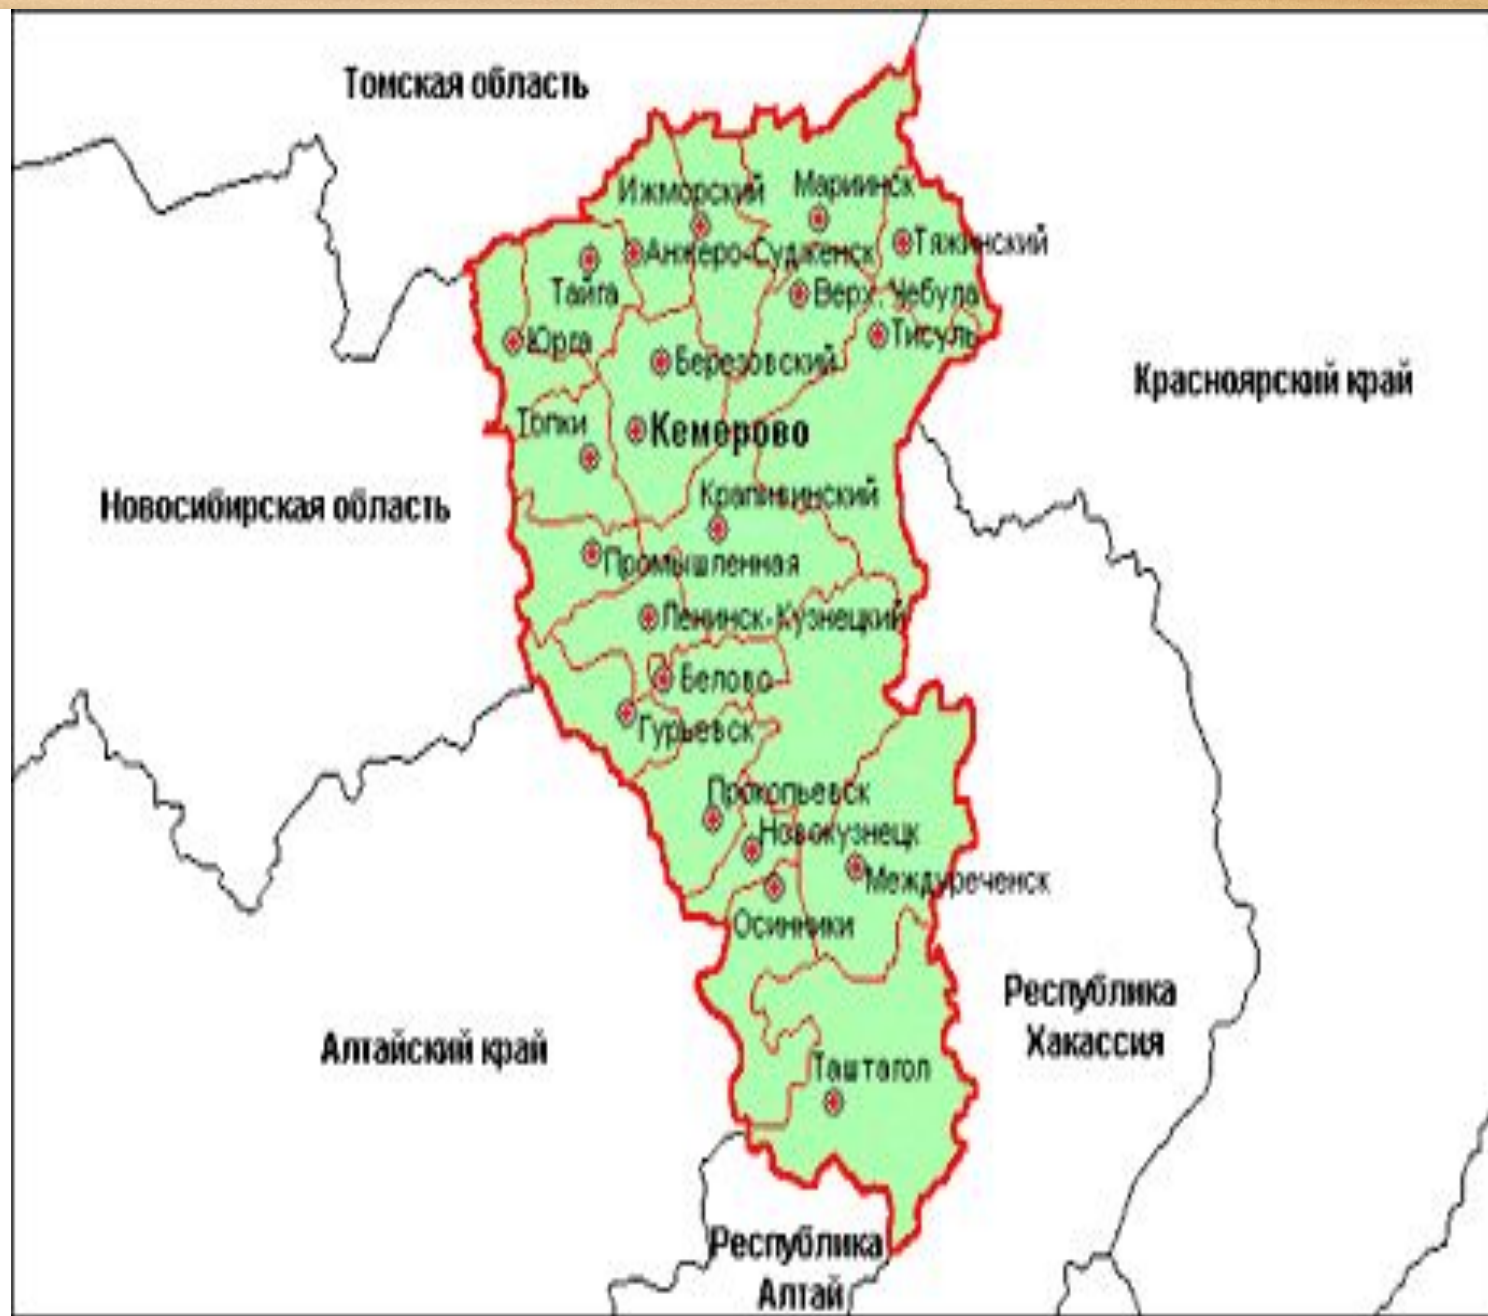 Томская область
Ижморский
Мариинск
Тяжинский
Анжеро-Судженск
Тайга
Верх. Чебула
Юрга
Тисуль
Березовский
Красноярский край
Топки
Кемерово
Крапивинский
Новосибирская область
Промышленная
Ленинск-Кузнецкий
Белово
Гурьевск
Прокопьевск
Новокузнецк
Междуреченск
Осинники
Республика
Хакассия
Алтайский край
Таштагол
Республика
Алтай